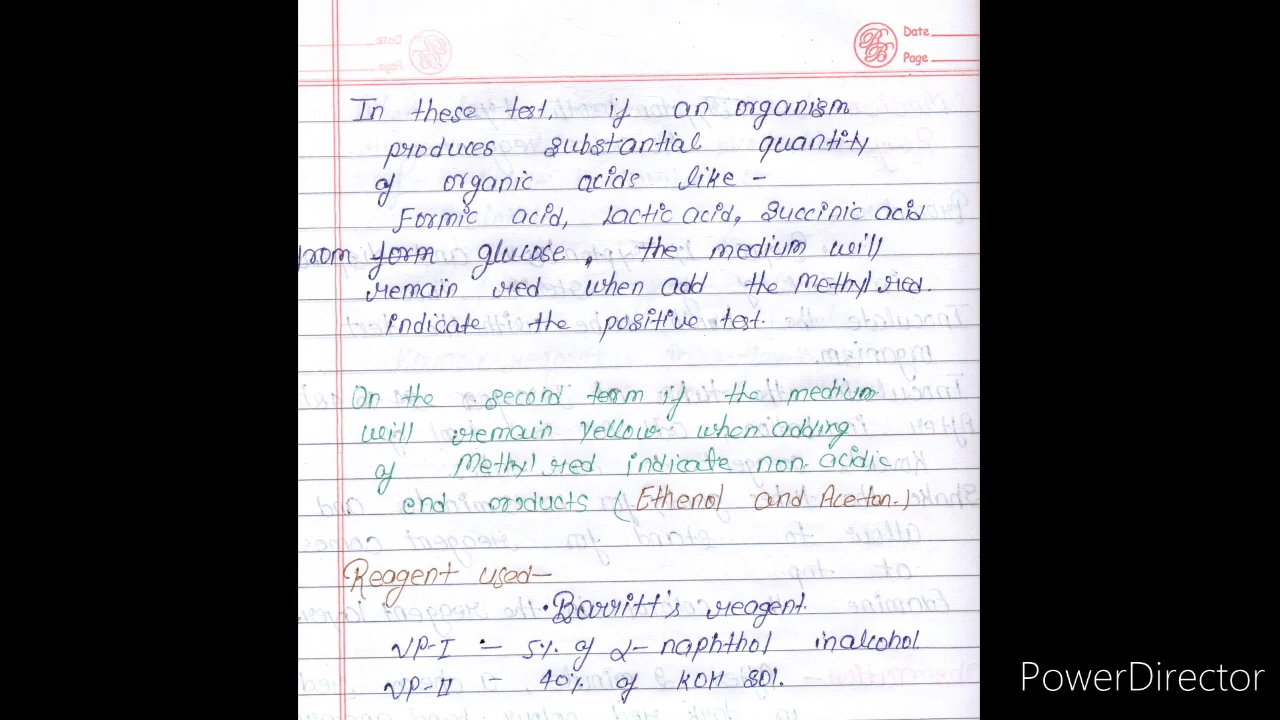 Date
Page
In these test, if an organism
produces substantial quantity
of organic acids like -
Formic acid, Lactic acid, Succinic acid
from form glucose, the medium will
remain red when add the Methyl red.
indicate the positive test.
On the second term if the medium
will remain yellow when adding
of Methyl red indicate non-acidic
end products (Ethenol and Aceton.)
Reagent used-
• Barritt's reagent.
VP-I - 5% of α- naphthol in alcohol.
VP-II - 40% of KOH sol.
PowerDirector